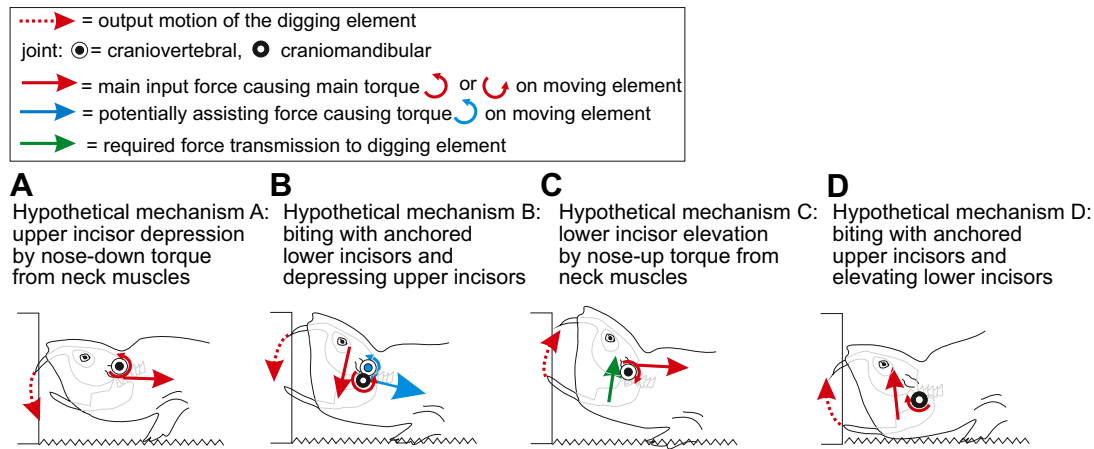 = output motion of the digging element
joint: = craniovertebral, craniomandibular
= main input force causing main torque or on moving element
= potentially assisting force causing torque on moving element
= required force transmission to digging element
A
Hypothetical mechanism A:
upper incisor depression
by nose-down torque
from neck muscles
B
Hypothetical mechanism B:
biting with anchored
lower incisors and
depressing upper incisors
C
Hypothetical mechanism C:
lower incisor elevation
by nose-up torque from
neck muscles
D
Hypothetical mechanism D:
biting with anchored
upper incisors and
elevating lower incisors